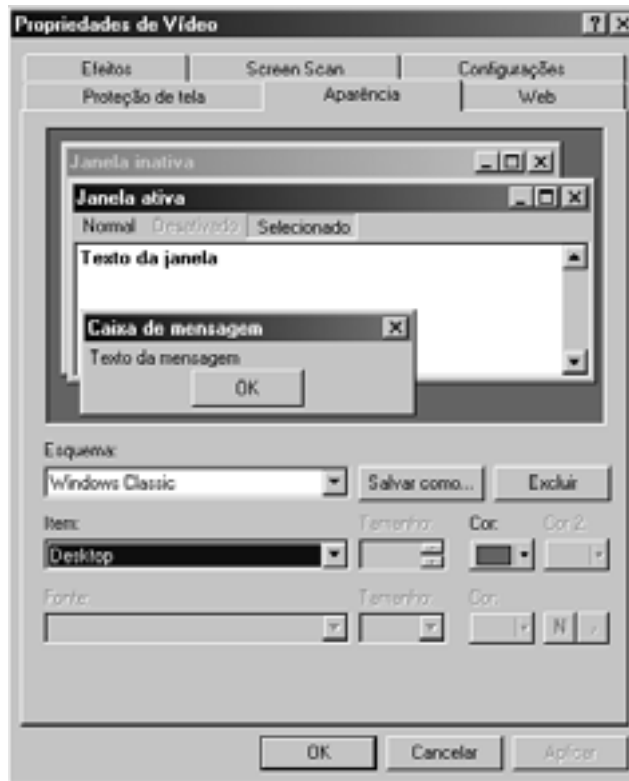 Propriedades de Vídeo
Efeitos Screen Scan Configurações
Proteção de tela Aparência Web
Janela inativa
Janela ativa
Normal Desativado Selecionado
Texto da janela
Caixa de mensagem
Texto da mensagem
OK
Esquema:
Windows Classic Salvar como... Excluir
Item: Tamanho: Cor: Cor 2:
Desktop
Fonte: Tamanho: Cor:
N
OK Cancelar Aplicar